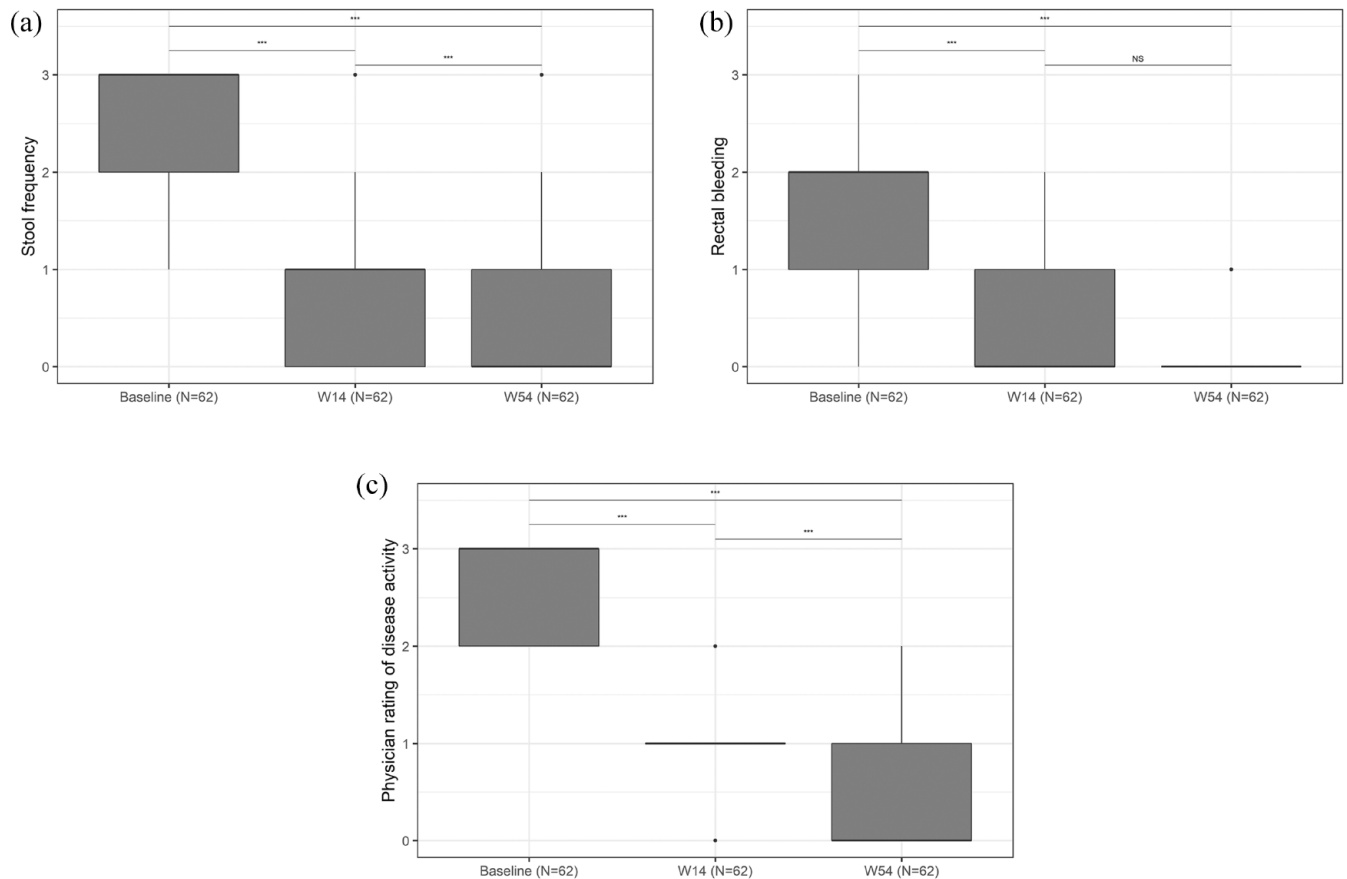 (a)
***
***
***
3
2
1
0
Stool frequency
Baseline (N=62) W14 (N=62) W54 (N=62)
(b)
***
***
NS
3
2
1
0
Rectal bleeding
Baseline (N=62) W14 (N=62) W54 (N=62)
(c)
***
***
***
3
2
1
0
Physician rating of disease activity
Baseline (N=62) W14 (N=62) W54 (N=62)